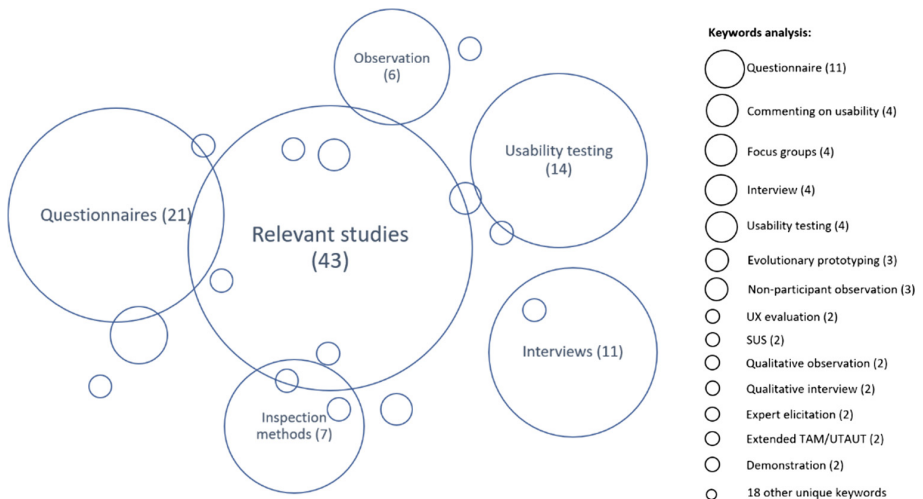 Observation
(6)
Usability testing
(14)
Questionnaires (21)
Relevant studies
(43)
Interviews (11)
Inspection
methods (7)
Keywords analysis:
Questionnaire (11)
Commenting on usability (4)
Focus groups (4)
Interview (4)
Usability testing (4)
Evolutionary prototyping (3)
Non-participant observation (3)
UX evaluation (2)
SUS (2)
Qualitative observation (2)
Qualitative interview (2)
Expert elicitation (2)
Extended TAM/UTAUT (2)
Demonstration (2)
18 other unique keywords